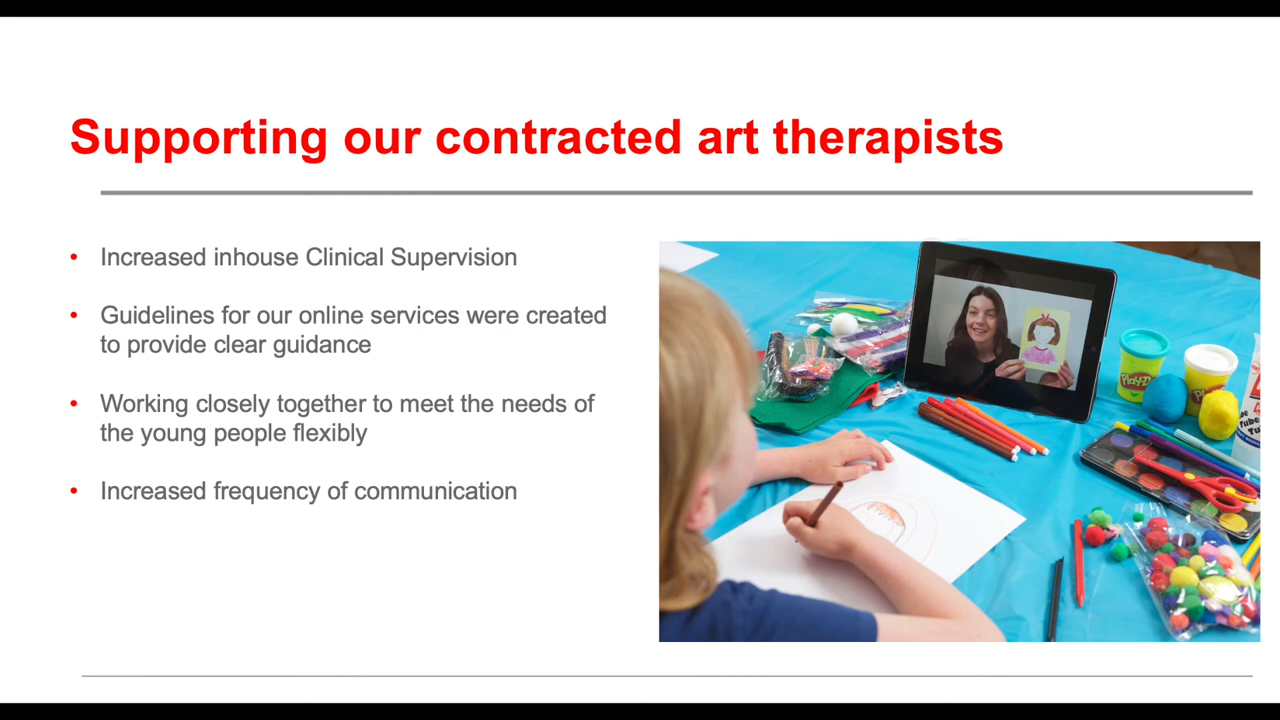 Supporting our contracted art therapists
• Increased inhouse Clinical Supervision
• Guidelines for our online services were created
to provide clear guidance
• Working closely together to meet the needs of
the young people flexibly
• Increased frequency of communication
Play-D